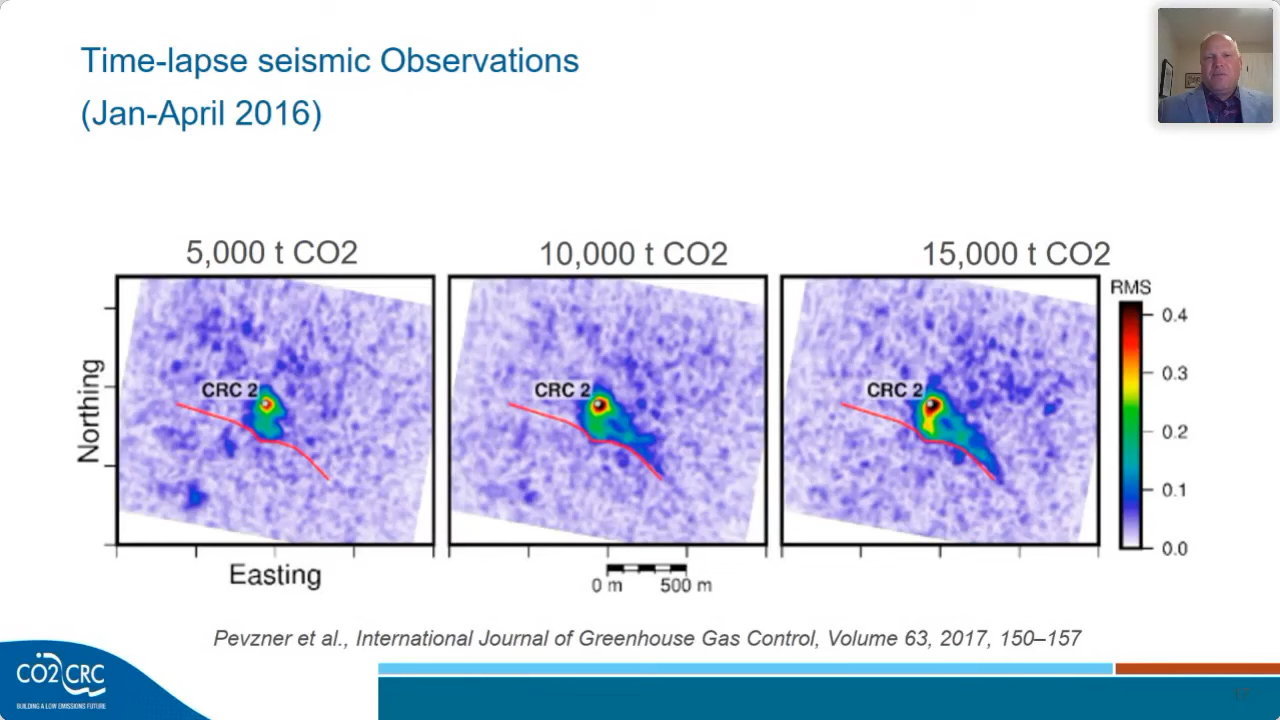 Time-lapse seismic Observations
(Jan-April 2016)
5,000 t CO2
10,000 t CO2
15,000 t CO2
RMS
CRC 2
CRC 2
CRC 2
0.4
0.3
0.2
0.1
0.0
Northing
Easting
0 m 500 m
Pevzner et al., International Journal of Greenhouse Gas Control, Volume 63, 2017, 150–157
CO2CRC
BUILDING A LOW EMISSIONS FUTURE